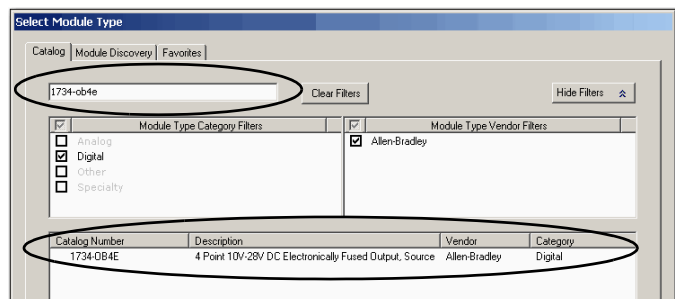 Select Module Type
Catalog Module Discovery Favorites
1734-ob4e Clear Filters Hide Filters
Module Type Category Filters Module Type Vendor Filters
Analog Allen-Bradley
Digital
Other
Specialty
Catalog Number Description Vendor Category
1734-OB4E 4 Point 10V-28V DC Electronically Fused Output, Source Allen-Bradley Digital